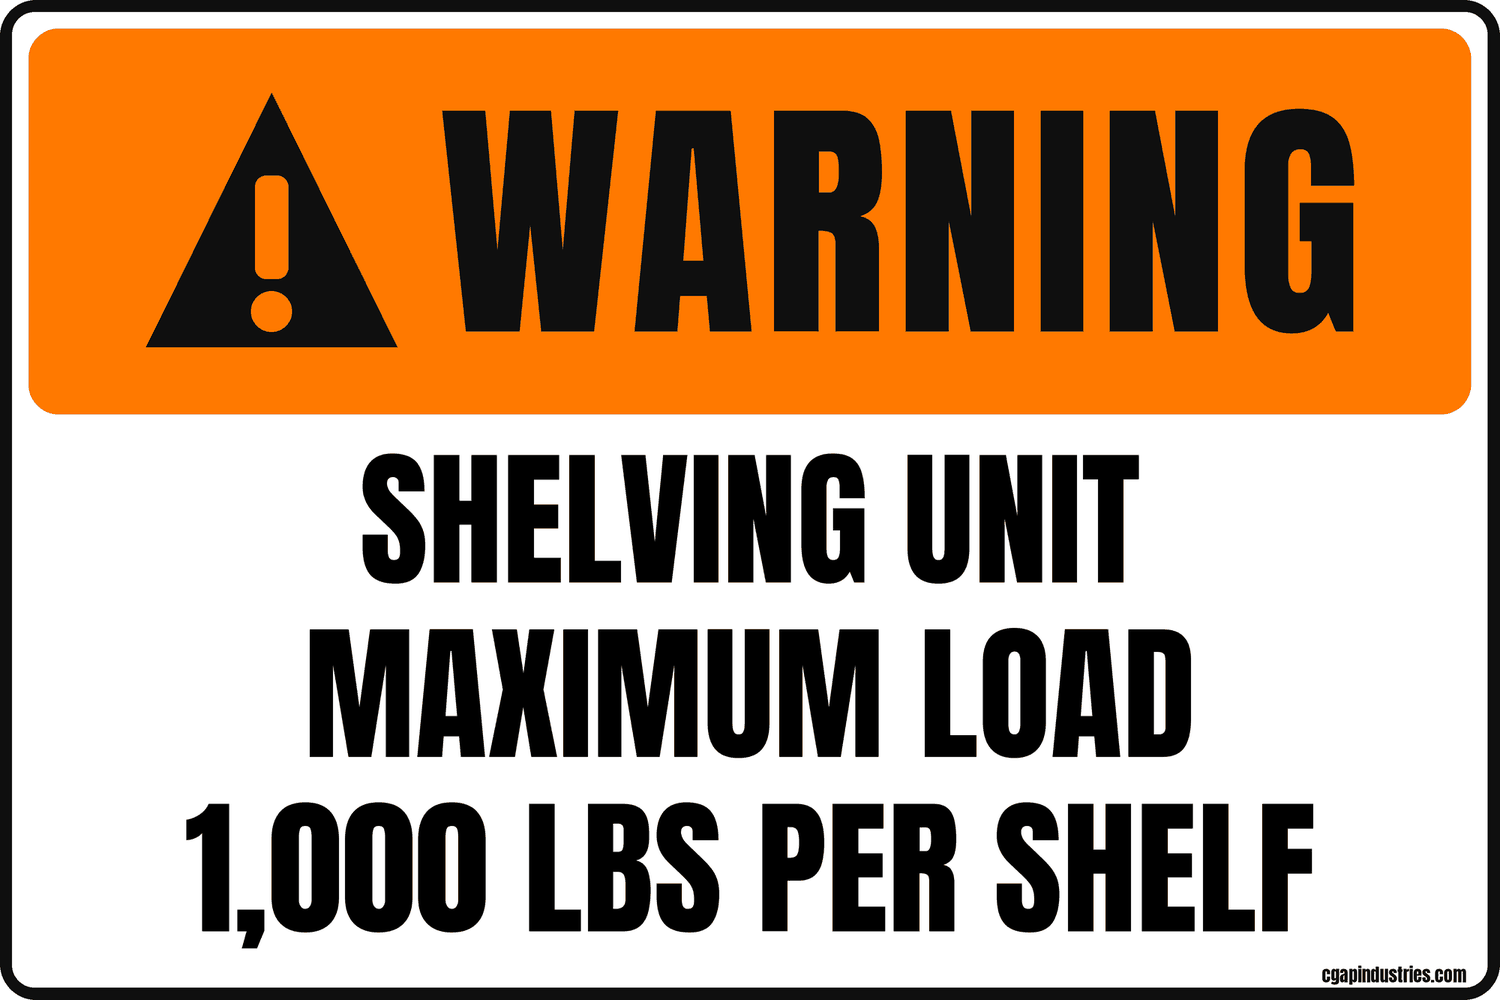 WARNING
SHELVING UNIT
MAXIMUM LOAD
1,000 LBS PER SHELF
cgapindustries.com